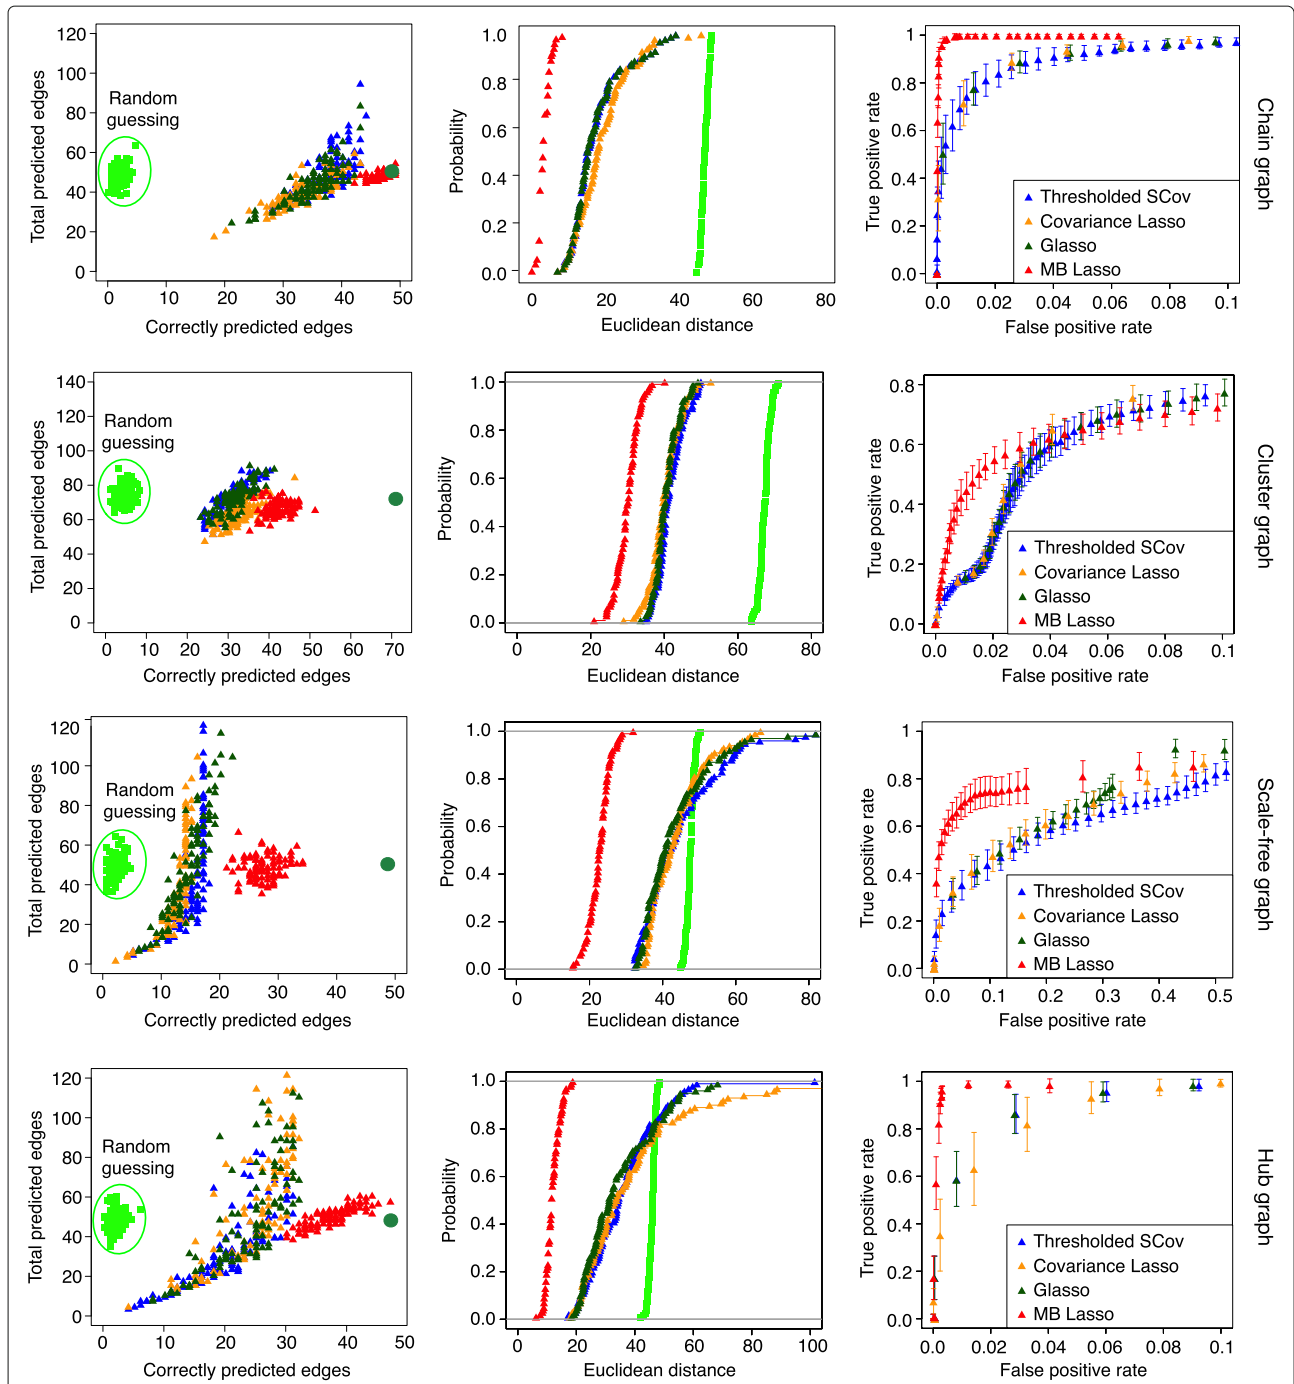 120
100
80
60
40
20
0
Total predicted edges
Random
guessing
0 10 20 30 40 50
Correctly predicted edges
1.0
0.8
0.6
0.4
0.2
0.0
Probability
0 20 40 60 80
Euclidean distance
1
0.8
0.6
0.4
0.2
0.0
True positive rate
Thresholded SCov
Covariance Lasso
Glasso
MB Lasso
0.0 0.02 0.04 0.06 0.08 0.1
False positive rate
Chain graph
140
120
100
80
60
40
20
0
Total predicted edges
Random
guessing
0 10 20 30 40 50 60 70
Correctly predicted edges
1.0
0.8
0.6
0.4
0.2
0.0
Probability
0 20 40 60 80
Euclidean distance
0.8
0.6
0.4
0.2
0.0
True positive rate
Thresholded SCov
Covariance Lasso
Glasso
MB Lasso
0.0 0.02 0.04 0.06 0.08 0.1
False positive rate
Cluster graph
120
100
80
60
40
20
0
Total predicted edges
Random
guessing
0 10 20 30 40 50
Correctly predicted edges
1.0
0.8
0.6
0.4
0.2
0.0
Probability
0 20 40 60 80
Euclidean distance
1
0.8
0.6
0.4
0.2
0.0
True positive rate
Thresholded SCov
Covariance Lasso
Glasso
MB Lasso
0.0 0.1 0.2 0.3 0.4 0.5
False positive rate
Scale-free graph
120
100
80
60
40
20
0
Total predicted edges
Random
guessing
0 10 20 30 40 50
Correctly predicted edges
1.0
0.8
0.6
0.4
0.2
0.0
Probability
0 20 40 60 80 100
Euclidean distance
1
0.8
0.6
0.4
0.2
0.0
True positive rate
Thresholded SCov
Covariance Lasso
Glasso
MB Lasso
0.0 0.02 0.04 0.06 0.08 0.1
False positive rate
Hub graph